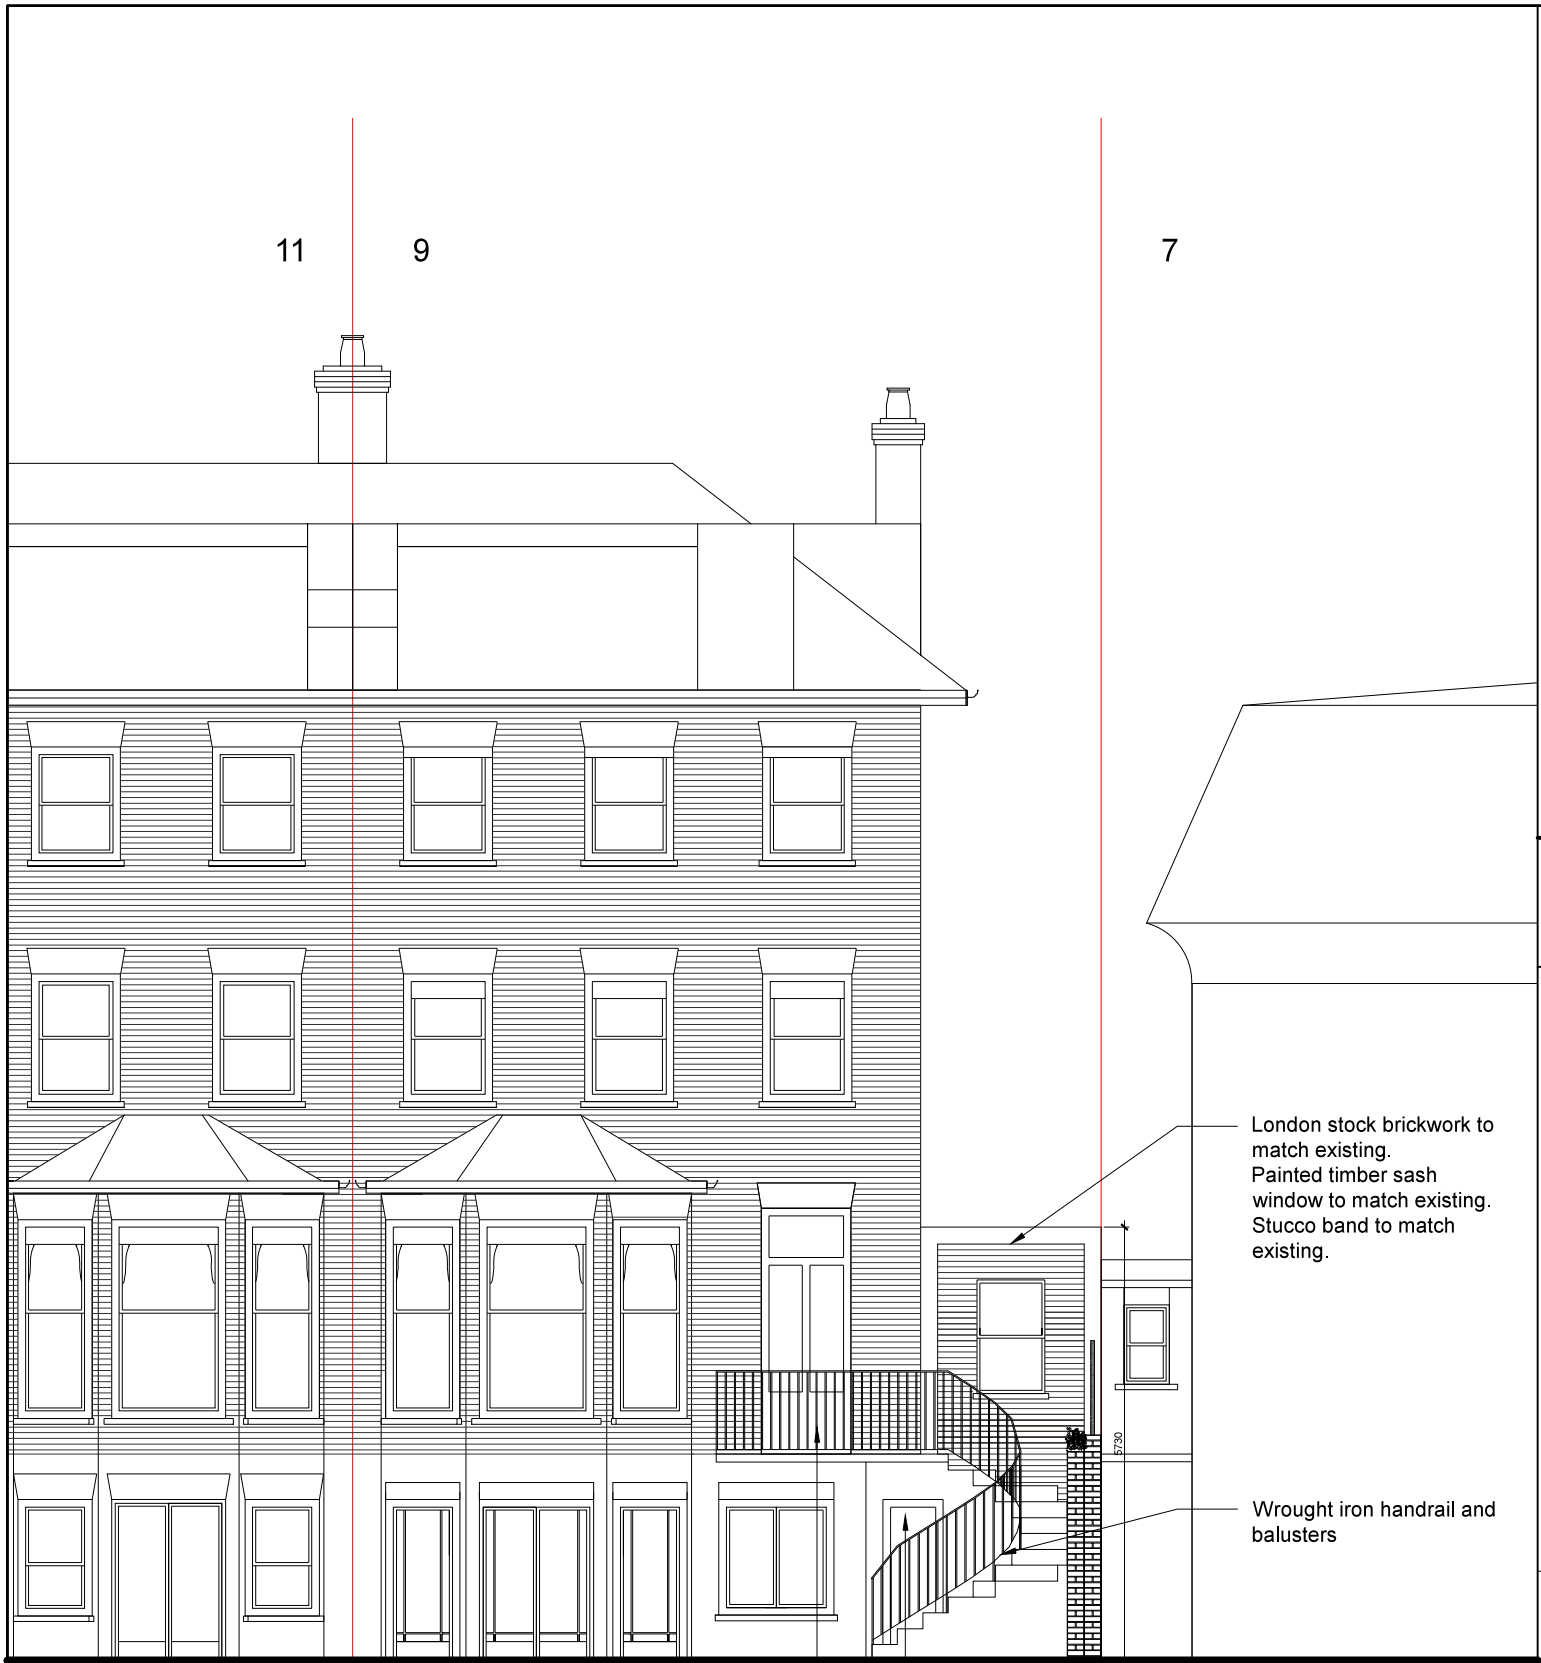 11
9
7
London stock brickwork to
match existing.
Painted timber sash
window to match existing.
Stucco band to match
existing.
5730
Wrought iron handrail and
balusters